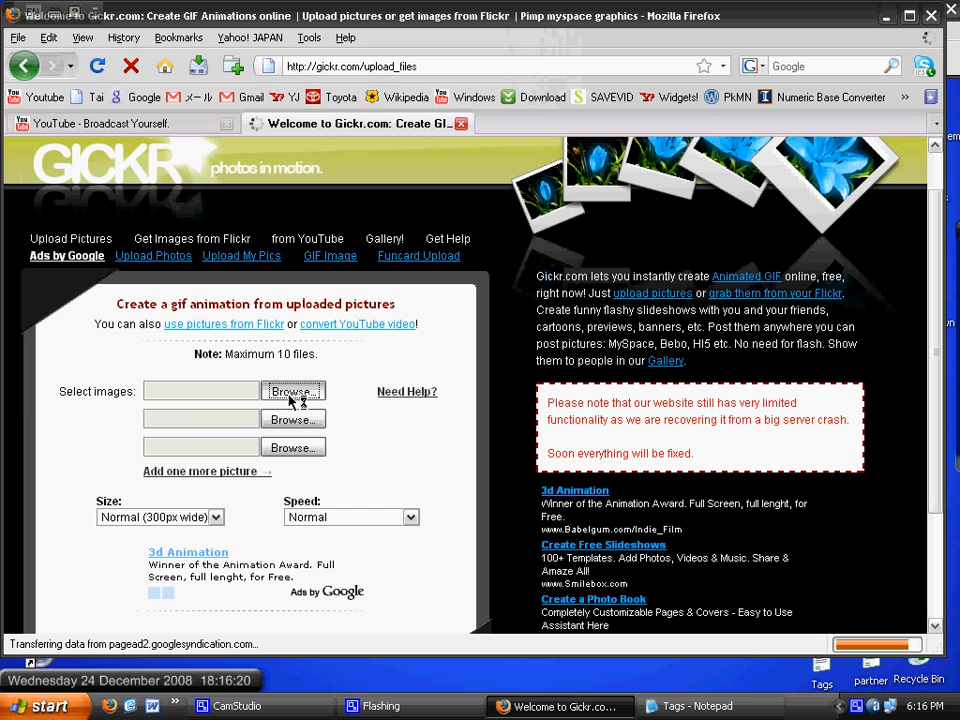 Welcome to Gickr.com: Create GIF Animations online | Upload pictures or get images from Flickr | Pimp myspace graphics - Mozilla Firefox
File Edit View History Bookmarks Yahoo! JAPAN Tools Help
http://gickr.com/upload_files
Google
Youtube Tai Google メール Gmail YJ Toyota Wikipedia Windows Download SAVEVID Widgets! PkMN Numeric Base Converter »
YouTube - Broadcast Yourself.
Welcome to Gickr.com: Create GI...
GICKR photos in motion.
Upload Pictures Get Images from Flickr from YouTube Gallery! Get Help
Ads by Google Upload Photos Upload My Pics GIF Image Funcard Upload
Create a gif animation from uploaded pictures
You can also use pictures from Flickr or convert YouTube video!
Note: Maximum 10 files.
Select images: Browse... Need Help?
Browse...
Browse...
Add one more picture →
Size: Speed:
Normal (300px wide) Normal
3d Animation
Winner of the Animation Award. Full
Screen, full lenght, for Free.
Ads by Google
Gickr.com lets you instantly create Animated GIF online, free,
right now! Just upload pictures or grab them from your Flickr.
Create funny flashy slideshows with you and your friends,
cartoons, previews, banners, etc. Post them anywhere you can
post pictures: MySpace, Bebo, HI5 etc. No need for flash. Show
them to people in our Gallery.
Please note that our website still has very limited
functionality as we are recovering it from a big server crash.
Soon everything will be fixed.
3d Animation
Winner of the Animation Award. Full Screen, full lenght, for
Free.
www.Babelgum.com/Indie_Film
Create Free Slideshows
100+ Templates. Add Photos, Videos & Music. Share &
Amaze All!
www.Smilebox.com
Create a Photo Book
Completely Customizable Pages & Covers - Easy to Use
Assistant Here
Transferring data from pagead2.googlesyndication.com...
Tags partner Recycle Bin
Wednesday 24 December 2008 18:16:20
start CamStudio Flashing Welcome to Gickr.co... Tags - Notepad 6:16 PM